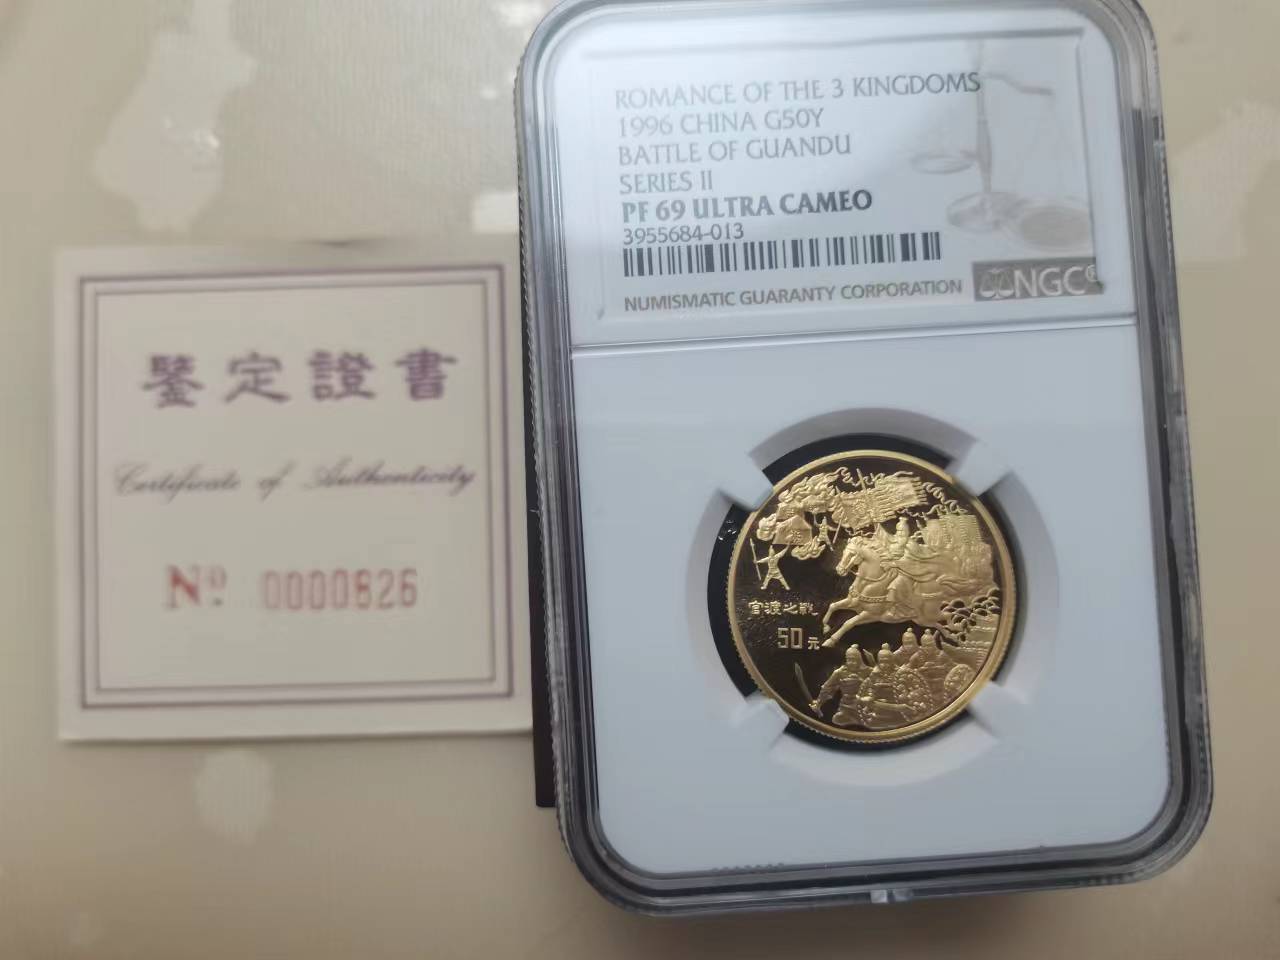 鑒定證書
Certificate of Authenticity
Nº 0000826
ROMANCE OF THE 3 KINGDOMS
1996 CHINA G50Y
BATTLE OF GUANDU
SERIES II
PF 69 ULTRA CAMEO
3955684-013
NUMISMATIC GUARANTY CORPORATION
NGC®
官渡之戰
50元